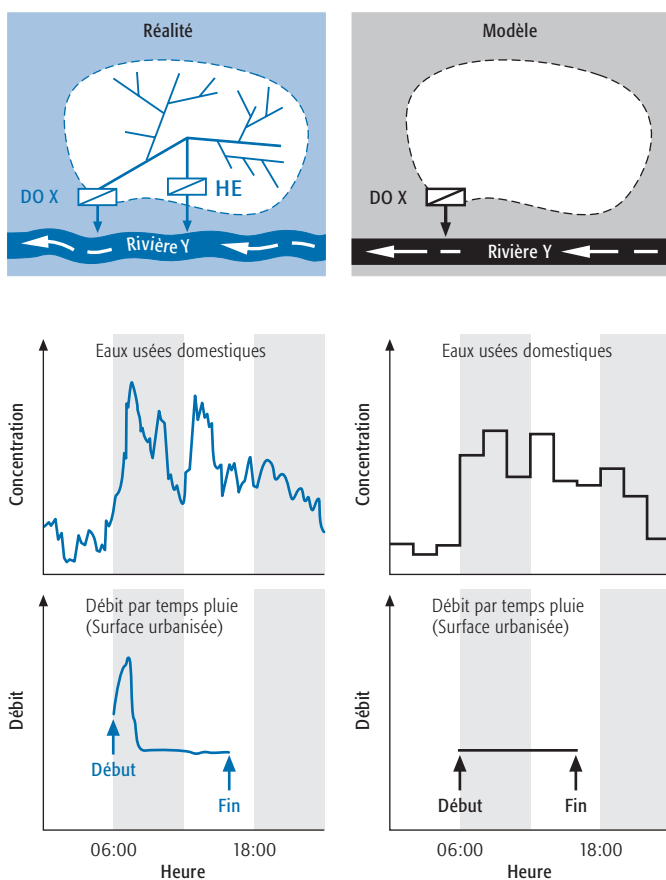 Réalité
DO X
HE
Rivière Y
Modèle
DO X
Rivière Y
Eaux usées domestiques
Concentration
Eaux usées domestiques
Concentration
Débit par temps pluie
(Surface urbanisée)
Débit
Début
Fin
06:00
18:00
Heure
Débit par temps pluie
(Surface urbanisée)
Débit
Début
Fin
06:00
18:00
Heure